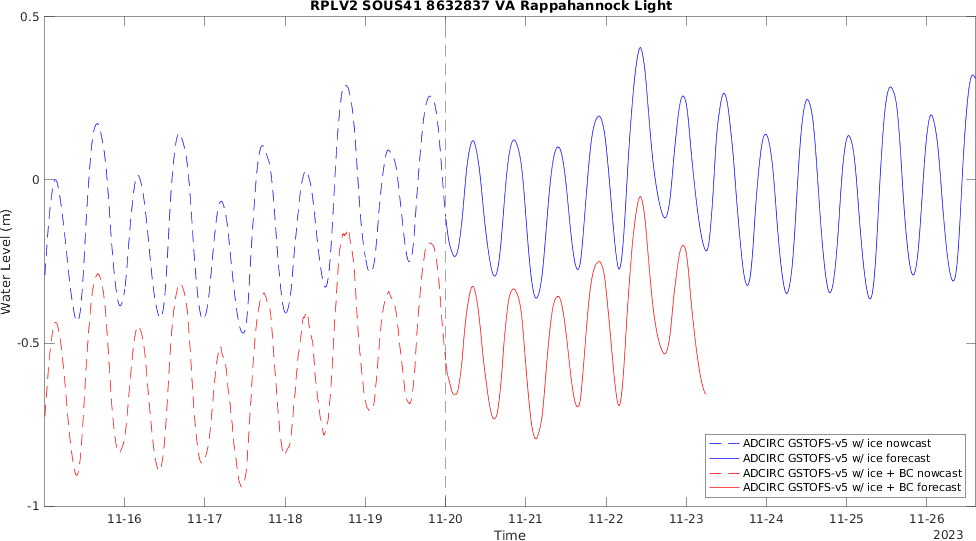 RPLV2 SOUS41 8632837 VA Rappahannock Light
0.5
0
-0.5
-1
Water Level (m)
11-16 11-17 11-18 11-19 11-20 11-21 11-22 11-23 11-24 11-25 11-26
2023
Time
ADCIRC GSTOFS-v5 w/ ice nowcast
ADCIRC GSTOFS-v5 w/ ice forecast
ADCIRC GSTOFS-v5 w/ ice + BC nowcast
ADCIRC GSTOFS-v5 w/ ice + BC forecast